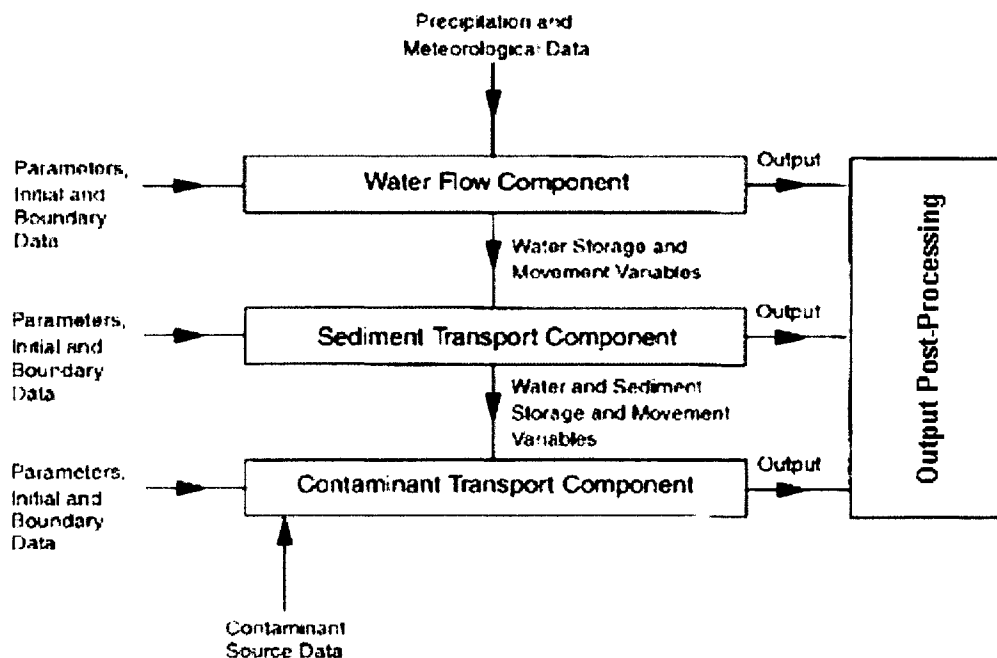 Precipitation and
Meteorological Data
Parameters,
Initial and
Boundary
Data
Water Flow Component
Output
Water Storage and
Movement Variables
Parameters,
Initial and
Boundary
Data
Sediment Transport Component
Output
Water and Sediment
Storage and Movement
Variables
Parameters,
Initial and
Boundary
Data
Contaminant Transport Component
Output
Output Post-Processing
Contaminant
Source Data